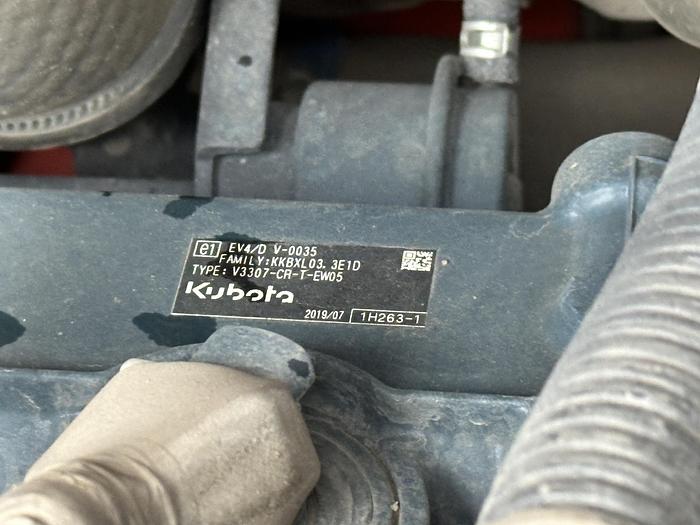 e1 EV4/D V-0035
FAMILY:KKBXL03.3E1D
TYPE: V3307-CR-T-EW05
Kubota
2019/07 1H263-1